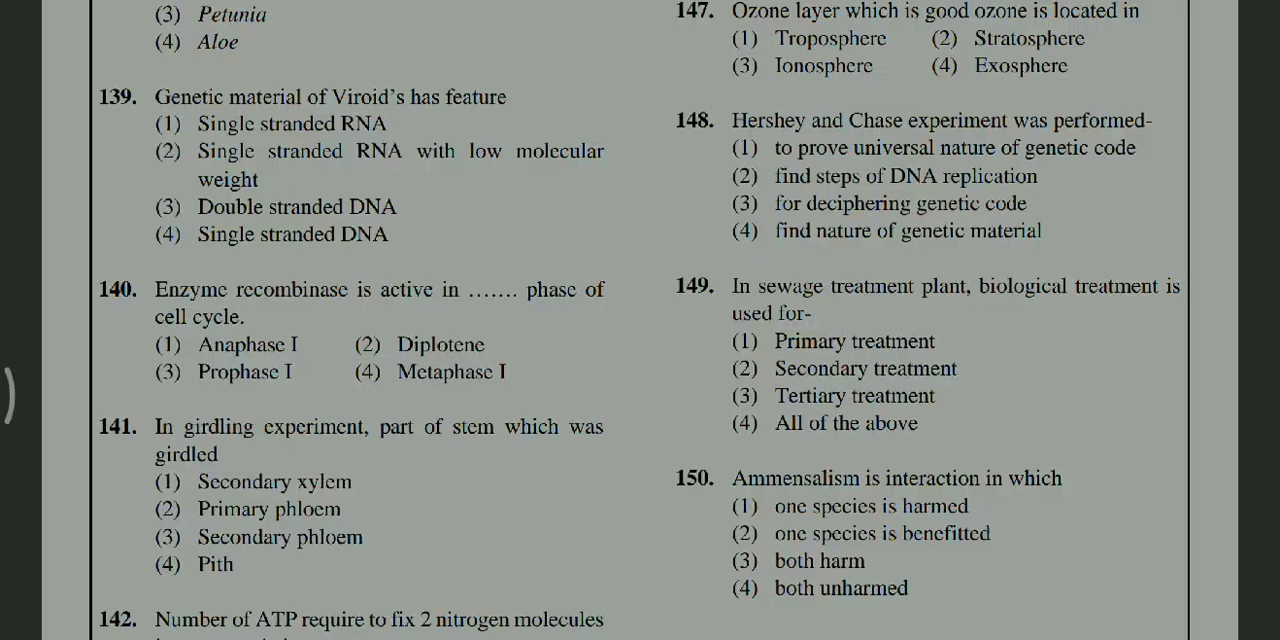 (3) Petunia
(4) Aloe
139. Genetic material of Viroid's has feature
(1) Single stranded RNA
(2) Single stranded RNA with low molecular
weight
(3) Double stranded DNA
(4) Single stranded DNA
140. Enzyme recombinase is active in ....... phase of
cell cycle.
(1) Anaphase I (2) Diplotene
(3) Prophase I (4) Metaphase I
141. In girdling experiment, part of stem which was
girdled
(1) Secondary xylem
(2) Primary phloem
(3) Secondary phloem
(4) Pith
142. Number of ATP require to fix 2 nitrogen molecules
147. Ozone layer which is good ozone is located in
(1) Troposphere (2) Stratosphere
(3) Ionosphere (4) Exosphere
148. Hershey and Chase experiment was performed-
(1) to prove universal nature of genetic code
(2) find steps of DNA replication
(3) for deciphering genetic code
(4) find nature of genetic material
149. In sewage treatment plant, biological treatment is
used for-
(1) Primary treatment
(2) Secondary treatment
(3) Tertiary treatment
(4) All of the above
150. Ammensalism is interaction in which
(1) one species is harmed
(2) one species is benefitted
(3) both harm
(4) both unharmed